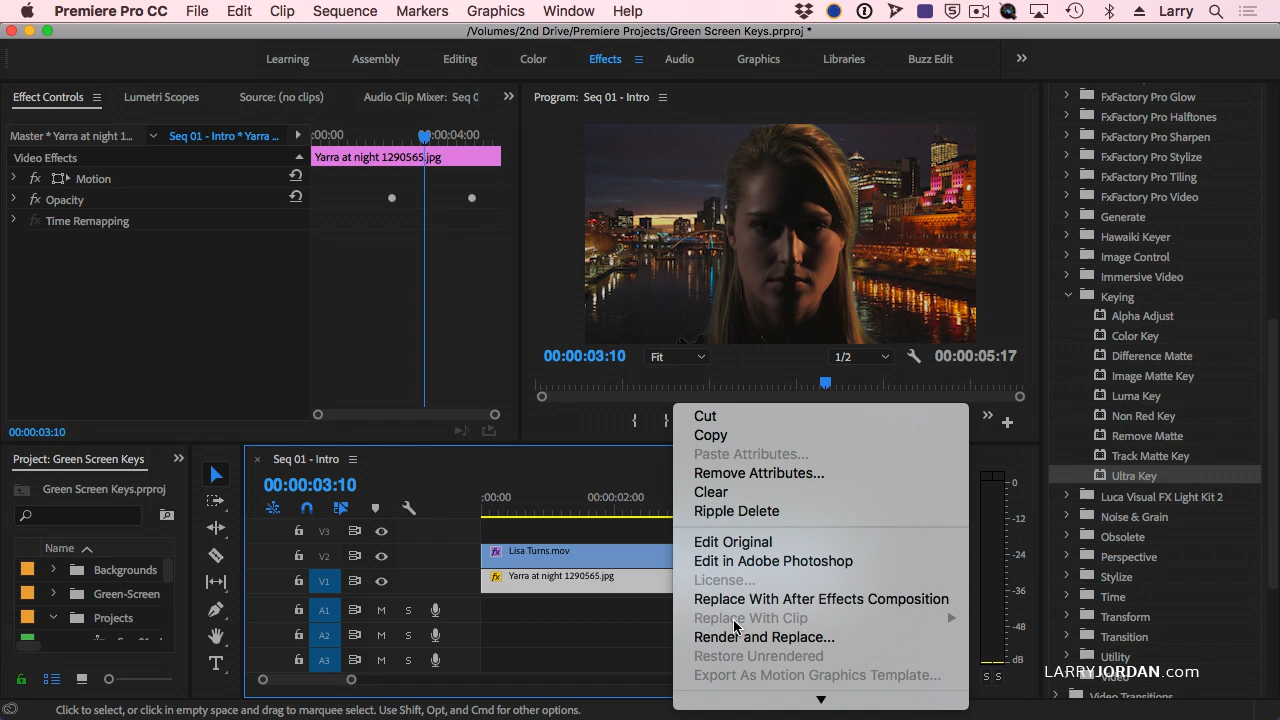 Premiere Pro CC File Edit Clip Sequence Markers Graphics Window Help Larry
/Volumes/2nd Drive/Premiere Projects/Green Screen Keys.prproj *
Learning Assembly Editing Color Effects Audio Graphics Libraries Buzz Edit
Effect Controls Lumetri Scopes Source: (no clips) Audio Clip Mixer: Seq 0
Program: Seq 01 - Intro
Master * Yarra at night 1... Seq 01 - Intro * Yarra ...
:00:00 00:00:04:00
Video Effects
Yarra at night 1290565.jpg
fx Motion
fx Opacity
fx Time Remapping
00:00:03:10
00:00:03:10 Fit 1/2 00:00:05:17
FxFactory Pro Glow
FxFactory Pro Halftones
FxFactory Pro Sharpen
FxFactory Pro Stylize
FxFactory Pro Tiling
FxFactory Pro Video
Generate
Hawaiki Keyer
Image Control
Immersive Video
Keying
Alpha Adjust
Color Key
Difference Matte
Image Matte Key
Luma Key
Non Red Key
Remove Matte
Track Matte Key
Ultra Key
Luca Visual FX Light Kit 2
Noise & Grain
Obsolete
Perspective
Stylize
Time
Transform
Transition
Utility
Video
Video Transitions
Project: Green Screen Keys
Green Screen Keys.prproj
Name
Backgrounds
Green-Screen
Projects
Seq 01 - Intro
00:00:03:10
:00:00 00:00:02:00
V3
V2 fx Lisa Turns.mov
V1 fx Yarra at night 1290565.jpg
A1 M S
A2 M S
A3 M S
Cut
Copy
Paste Attributes...
Remove Attributes...
Clear
Ripple Delete
Edit Original
Edit in Adobe Photoshop
License...
Replace With After Effects Composition
Replace With Clip
Render and Replace...
Restore Unrendered
Export As Motion Graphics Template...
0
-12
-24
-36
-48
dB
S S
LARRYJORDAN.com
Click to select, or click in empty space and drag to marquee select. Use Shift, Opt, and Cmd for other options.